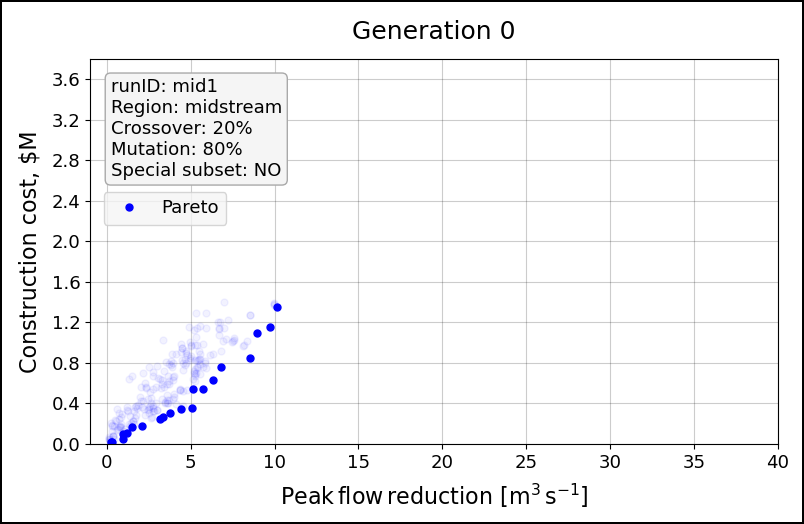 Generation 0
3.6
3.2
2.8
2.4
2.0
1.6
1.2
0.8
0.4
0.0
Construction cost, $M
runID: mid1
Region: midstream
Crossover: 20%
Mutation: 80%
Special subset: NO
Pareto
0 5 10 15 20 25 30 35 40
Peak flow reduction [m³ s⁻¹]